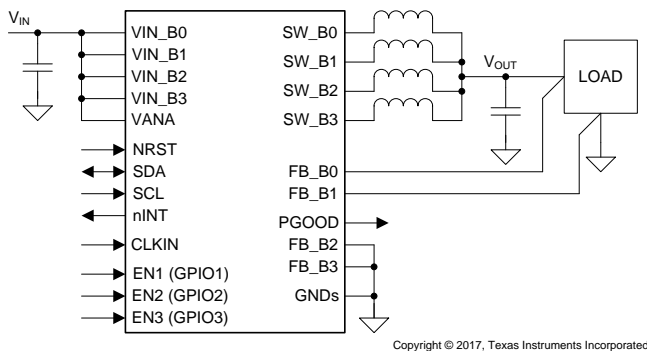 VIN
VIN_B0
VIN_B1
VIN_B2
VIN_B3
VANA
NRST
SDA
SCL
nINT
CLKIN
EN1 (GPIO1)
EN2 (GPIO2)
EN3 (GPIO3)
SW_B0
SW_B1
SW_B2
SW_B3
FB_B0
FB_B1
PGOOD
FB_B2
FB_B3
GNDs
VOUT
LOAD
Copyright © 2017, Texas Instruments Incorporated